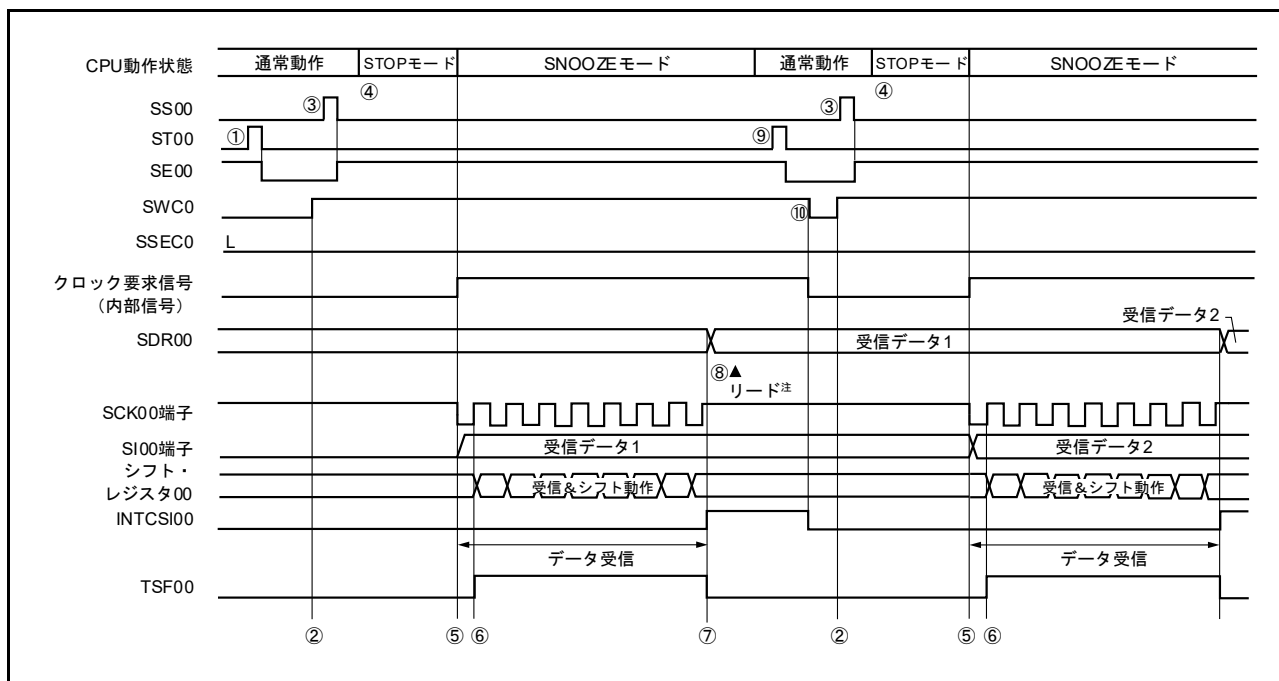 CPU動作状態 通常動作 STOPモード SNOOZEモード 通常動作 STOPモード SNOOZEモード
④ ④
SS00 ③ ③
ST00 ① ⑨
SE00
SWC0 ⑩
SSEC0 L
クロック要求信号
（内部信号）
受信データ2
SDR00 受信データ1
⑧▲
リード注
SCK00端子
SI00端子 受信データ1 受信データ2
シフト・
レジスタ00 受信&シフト動作 受信&シフト動作
INTCSI00
データ受信 データ受信
TSF00
② ⑤ ⑥ ⑦ ② ⑤ ⑥